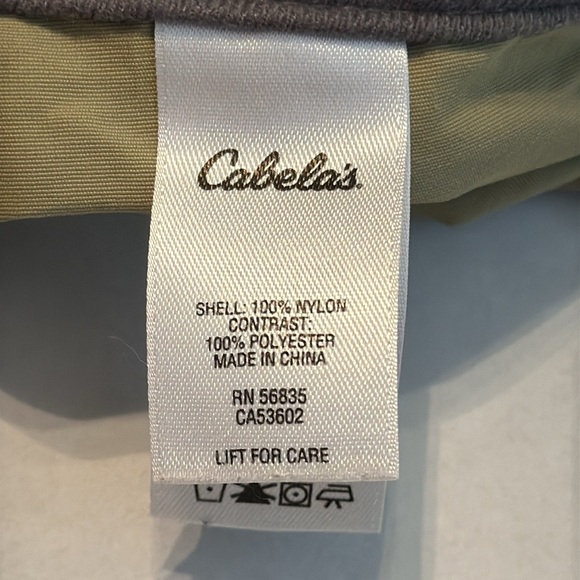 Cabela's
SHELL: 100% NYLON
CONTRAST:
100% POLYESTER
MADE IN CHINA
RN 56835
CA53602
LIFT FOR CARE